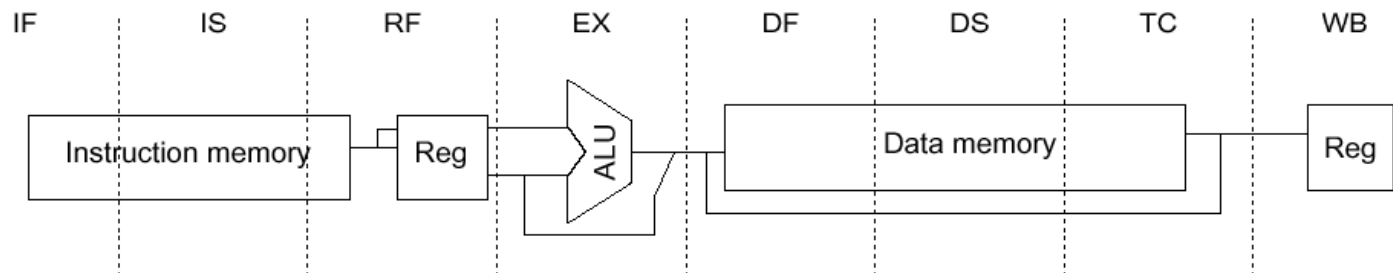 IF IS RF EX DF DS TC WB
Instruction memory Reg ALU Data memory Reg